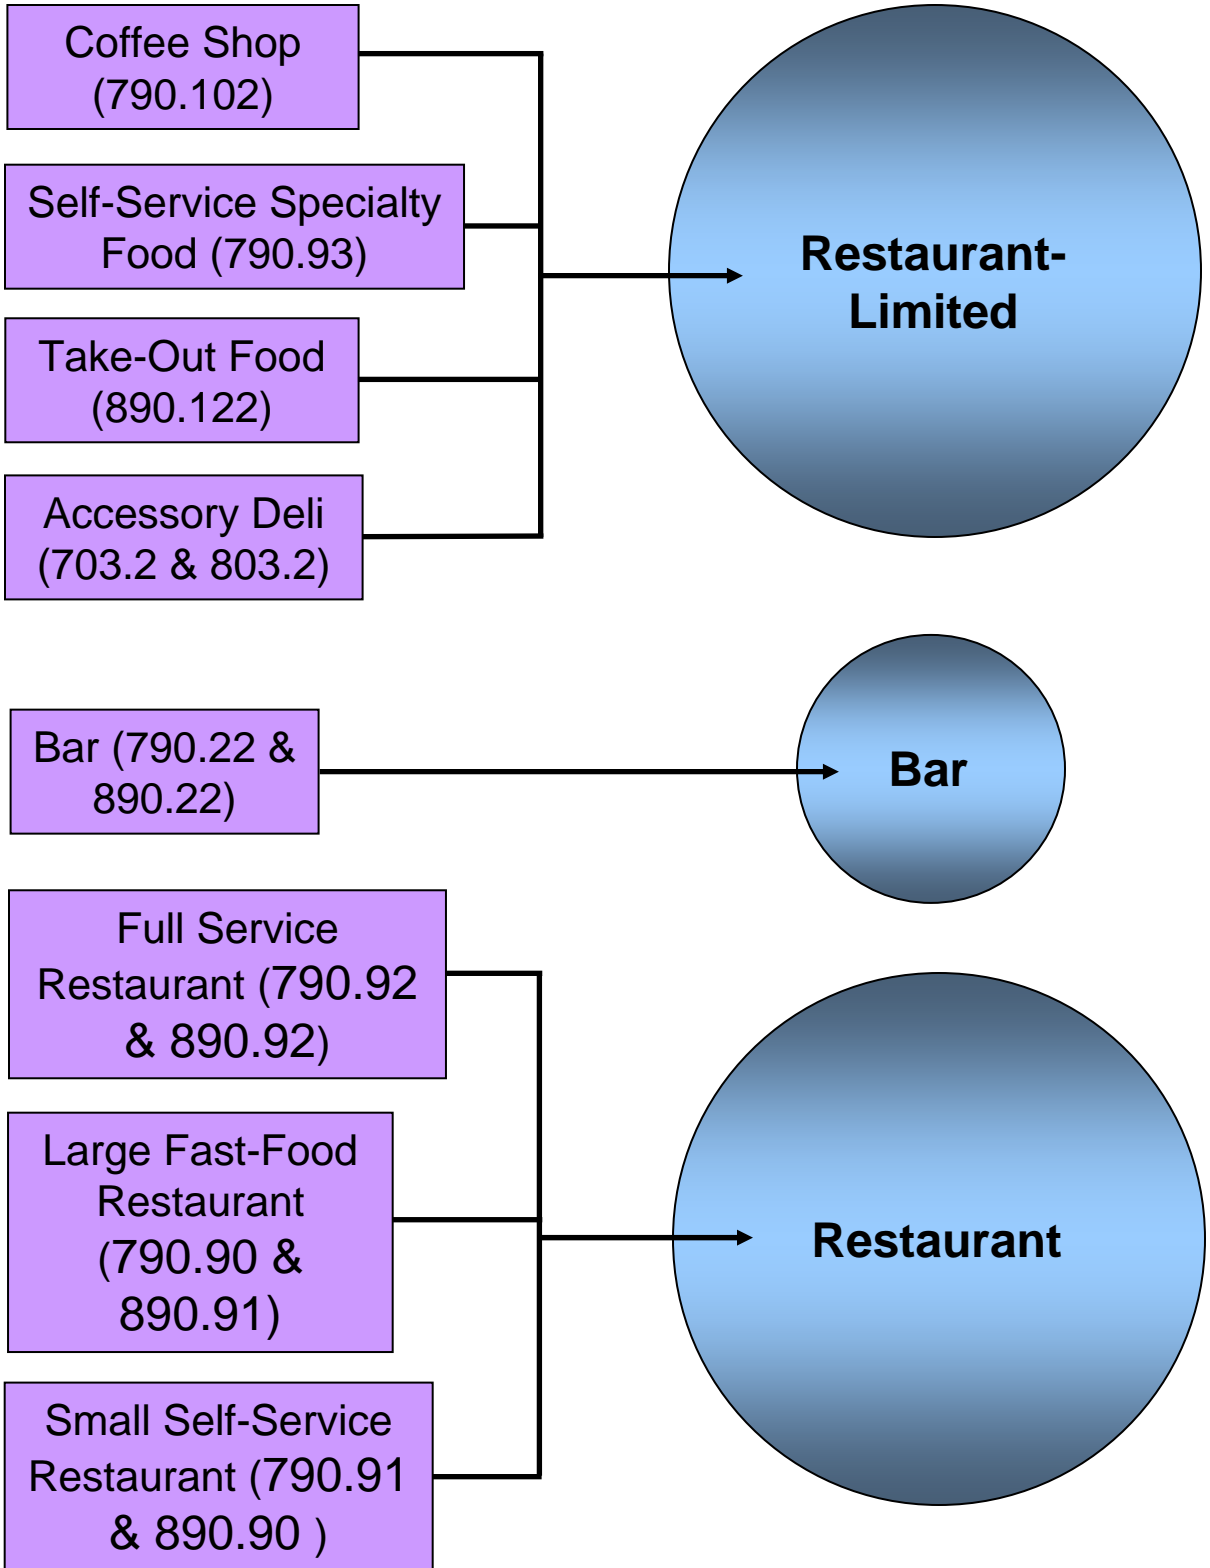 Coffee Shop
(790.102)
Self-Service Specialty
Food (790.93)
Take-Out Food
(890.122)
Accessory Deli
(703.2 & 803.2)
Restaurant-
Limited
Bar (790.22 &
890.22)
Bar
Full Service
Restaurant (790.92
& 890.92)
Large Fast-Food
Restaurant
(790.90 &
890.91)
Small Self-Service
Restaurant (790.91
& 890.90 )
Restaurant